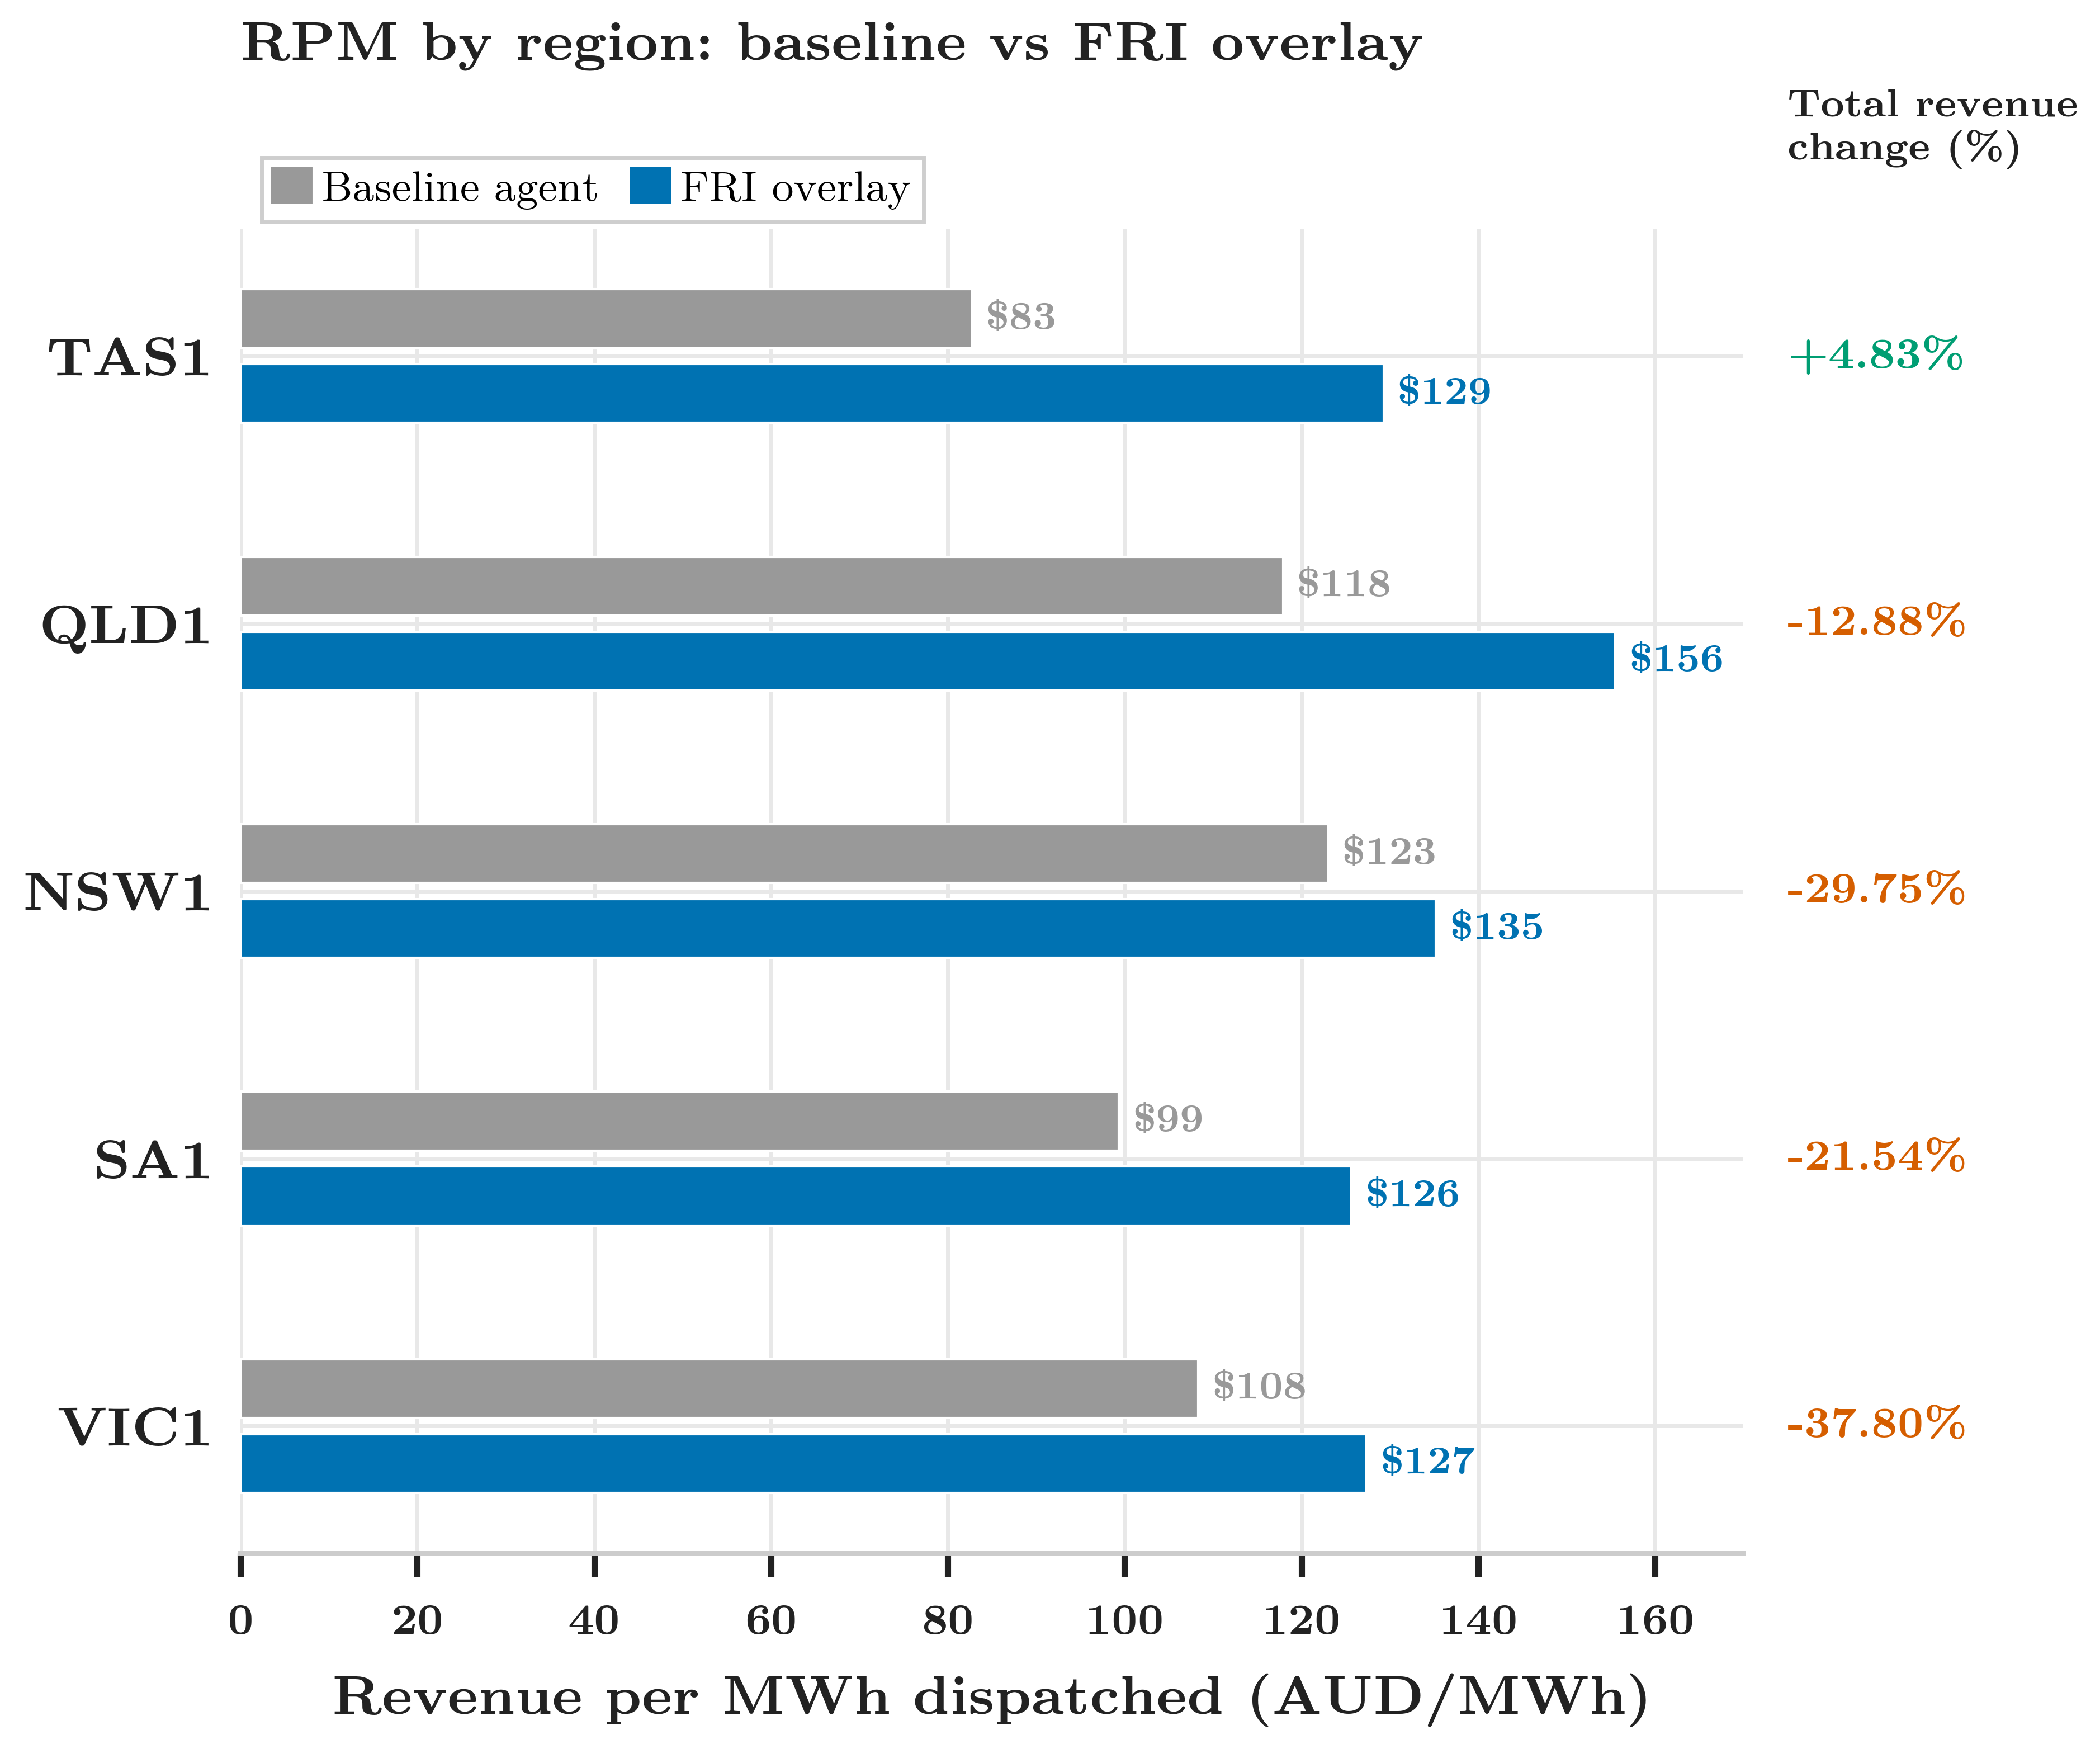 RPM by region: baseline vs FRI overlay
Total revenue
change (%)
Baseline agent
FRI overlay
TAS1
$83
$129
+4.83%
QLD1
$118
$156
-12.88%
NSW1
$123
$135
-29.75%
SA1
$99
$126
-21.54%
VIC1
$108
$127
-37.80%
0 20 40 60 80 100 120 140 160
Revenue per MWh dispatched (AUD/MWh)